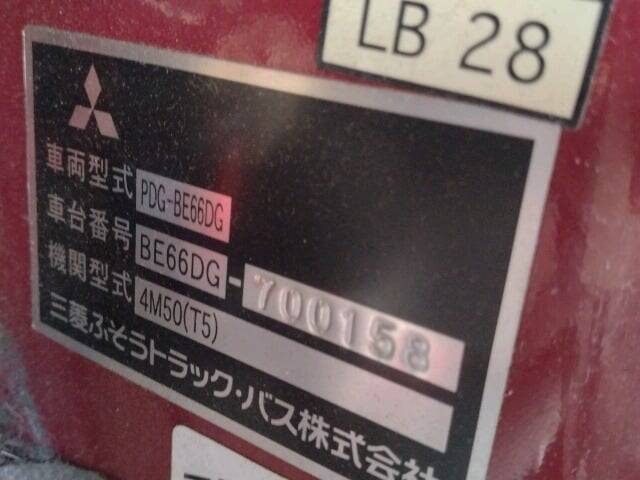 LB 28
車両型式 PDG-BE66DG
車台番号 BE66DG-700158
機関型式 4M50(T5)
三菱ふそうトラック・バス株式会社